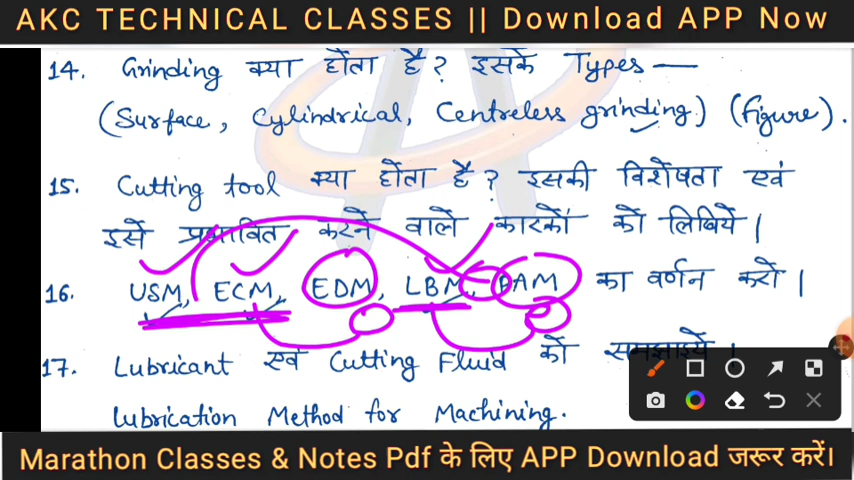 AKC TECHNICAL CLASSES || Download APP Now
14. Grinding क्या होता है? इसके Types —
(Surface, Cylindrical, Centreless grinding) (figure).
15. Cutting tool क्या होता है? इसकी विशेषता एवं
इसे प्रभावित करने वाले कारकों को लिखिये।
16. USM, ECM, EDM, LBM, PAM का वर्णन करो।
17. Lubricant एवं Cutting Fluid को समझाइये।
Lubrication Method for Machining.
Marathon Classes & Notes Pdf के लिए APP Download जरूर करें।